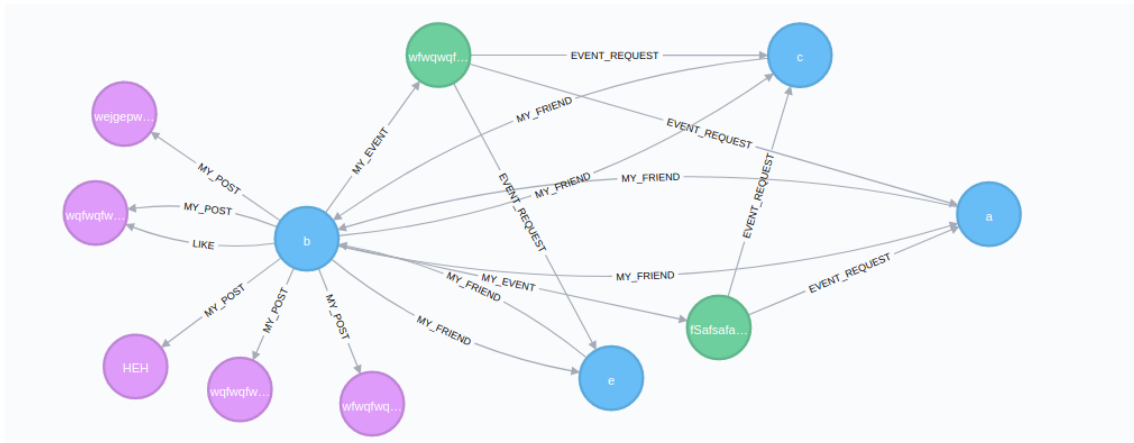 wfwqwqf...
EVENT_REQUEST
c
MY_FRIEND
wejgepw...
EVENT_REQUEST
MY_EVENT
MY_POST
EVENT_REQUEST
MY_FRIEND
MY_FRIEND
EVENT_REQUEST
wqfwqfw...
MY_POST
a
LIKE
b
EVENT_REQUEST
MY_FRIEND
MY_EVENT
MY_FRIEND
MY_POST
MY_POST
MY_POST
MY_FRIEND
fSafsafa...
HEH
e
wqfwqfw...
wfwqfwq...